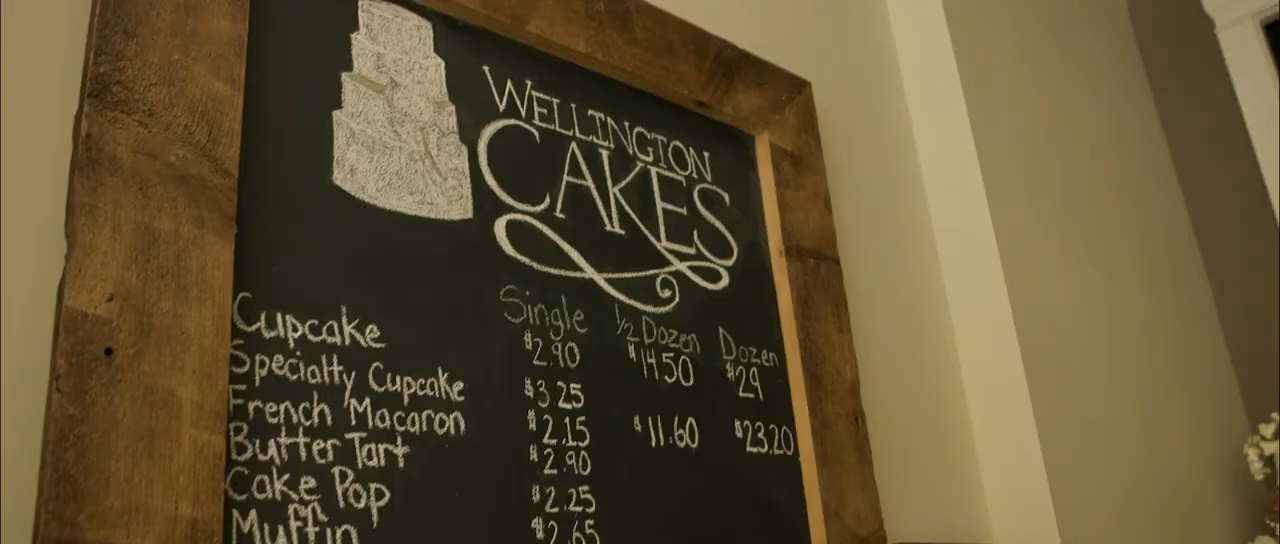 WELLINGTON
CAKES
Single ½ Dozen Dozen
Cupcake $2.90 $14.50 $29
Specialty Cupcake $3.25
French Macaron $2.15 $11.60 $23.20
Butter Tart $2.90
Cake Pop $2.25
Muffin $2.65